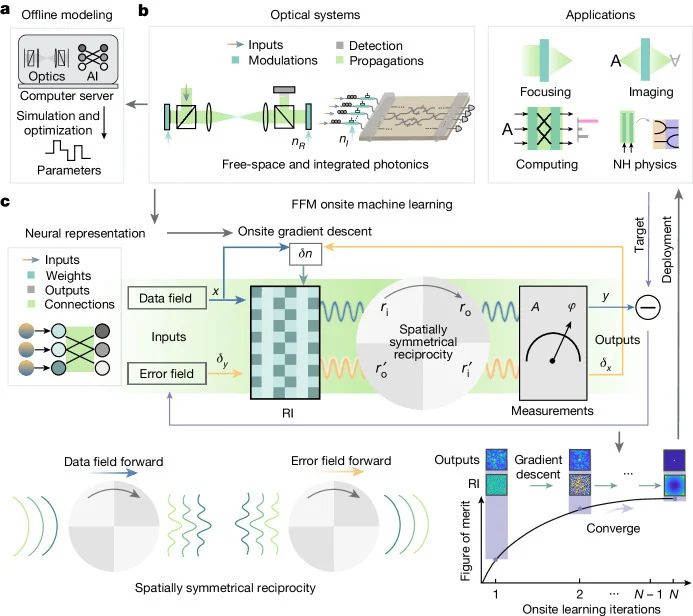 a
Offline modeling
Optics
AI
Computer server
Simulation and
optimization
Parameters
b
Optical systems
Inputs
Detection
Modulations
Propagations
n_R
n_I
Free-space and integrated photonics
Applications
A
A
Focusing
Imaging
A
Computing
NH physics
c
FFM onsite machine learning
Neural representation
Onsite gradient descent
Target
Deployment
Inputs
Weights
Outputs
Connections
δn
Data field
x
Inputs
Error field
δ_y
RI
r_i
r_o
Spatially
symmetrical
reciprocity
r′_o
r′_i
A
φ
Measurements
y
−
Outputs
δ_x
Data field forward
Error field forward
Spatially symmetrical reciprocity
Outputs
Gradient
descent
...
RI
Figure of merit
Converge
1
2
...
N – 1
N
Onsite learning iterations